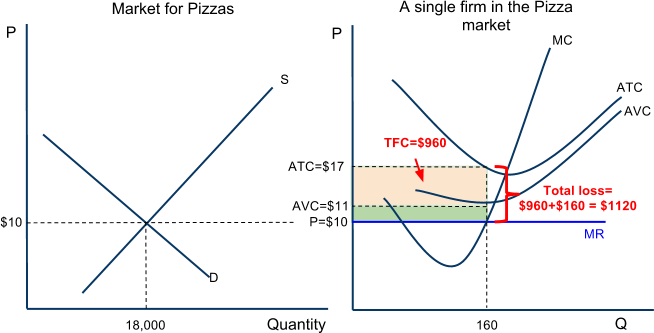 Market for Pizzas
P
S
$10
D
18,000
Quantity
A single firm in the Pizza
market
P
MC
ATC
AVC
TFC=$960
ATC=$17
Total loss=
$960+$160 = $1120
AVC=$11
P=$10
MR
160
Q